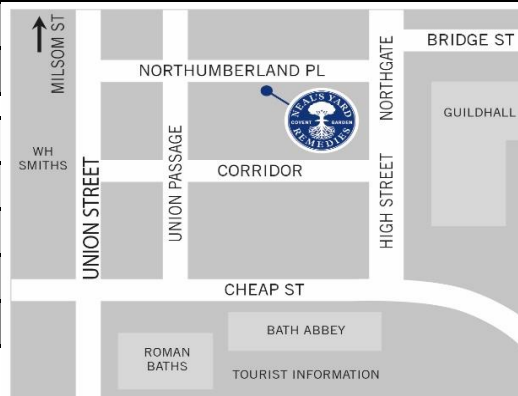 MILSOM ST
NORTHUMBERLAND PL
NORTHGATE
BRIDGE ST
NEAL'S YARD
COVENT GARDEN
REMEDIES
GUILDHALL
WH
SMITHS
UNION STREET
UNION PASSAGE
CORRIDOR
HIGH STREET
CHEAP ST
BATH ABBEY
ROMAN
BATHS
TOURIST INFORMATION